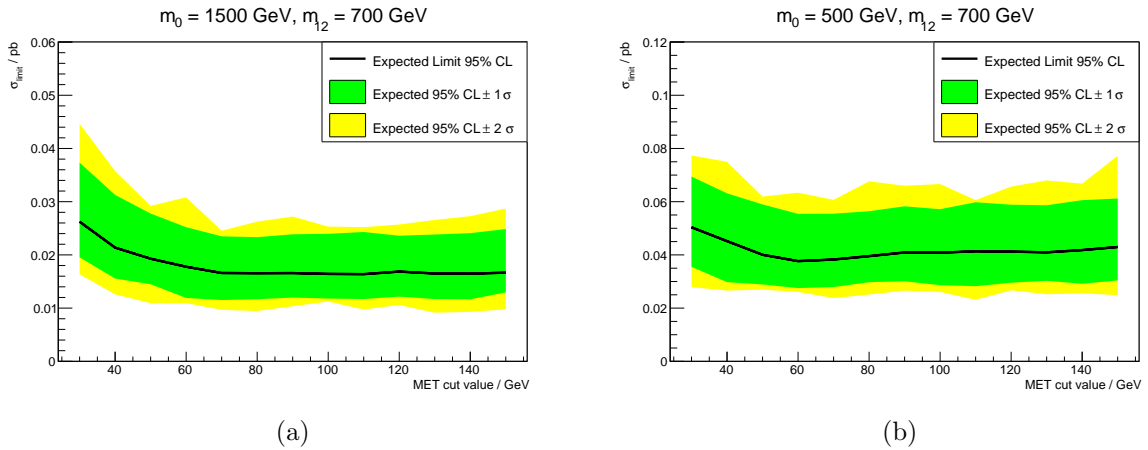 m₀ = 1500 GeV, m₁₂ = 700 GeV
σ_limit / pb
0.06
0.05
0.04
0.03
0.02
0.01
0
Expected Limit 95% CL
Expected 95% CL ± 1 σ
Expected 95% CL ± 2 σ
40 60 80 100 120 140
MET cut value / GeV
(a)
m₀ = 500 GeV, m₁₂ = 700 GeV
σ_limit / pb
0.12
0.1
0.08
0.06
0.04
0.02
0
Expected Limit 95% CL
Expected 95% CL ± 1 σ
Expected 95% CL ± 2 σ
40 60 80 100 120 140
MET cut value / GeV
(b)